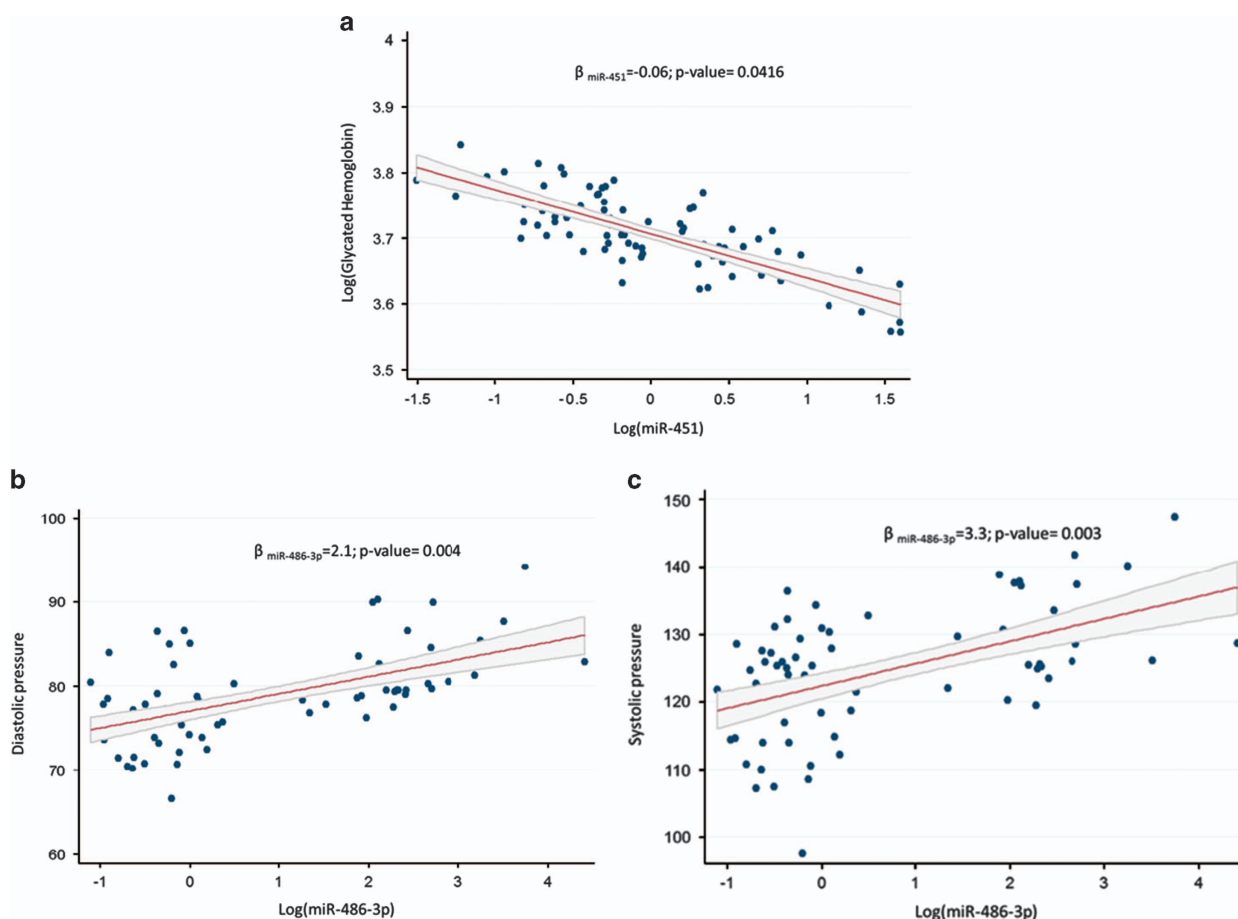 a
β miR-451=-0.06; p-value= 0.0416
Log(Glycated Hemoglobin)
4
3.9
3.8
3.7
3.6
3.5
-1.5 -1 -0.5 0 0.5 1 1.5
Log(miR-451)
b
β miR-486-3p=2.1; p-value= 0.004
Diastolic pressure
100
90
80
70
60
-1 0 1 2 3 4
Log(miR-486-3p)
c
β miR-486-3p=3.3; p-value= 0.003
Systolic pressure
150
140
130
120
110
100
-1 0 1 2 3 4
Log(miR-486-3p)